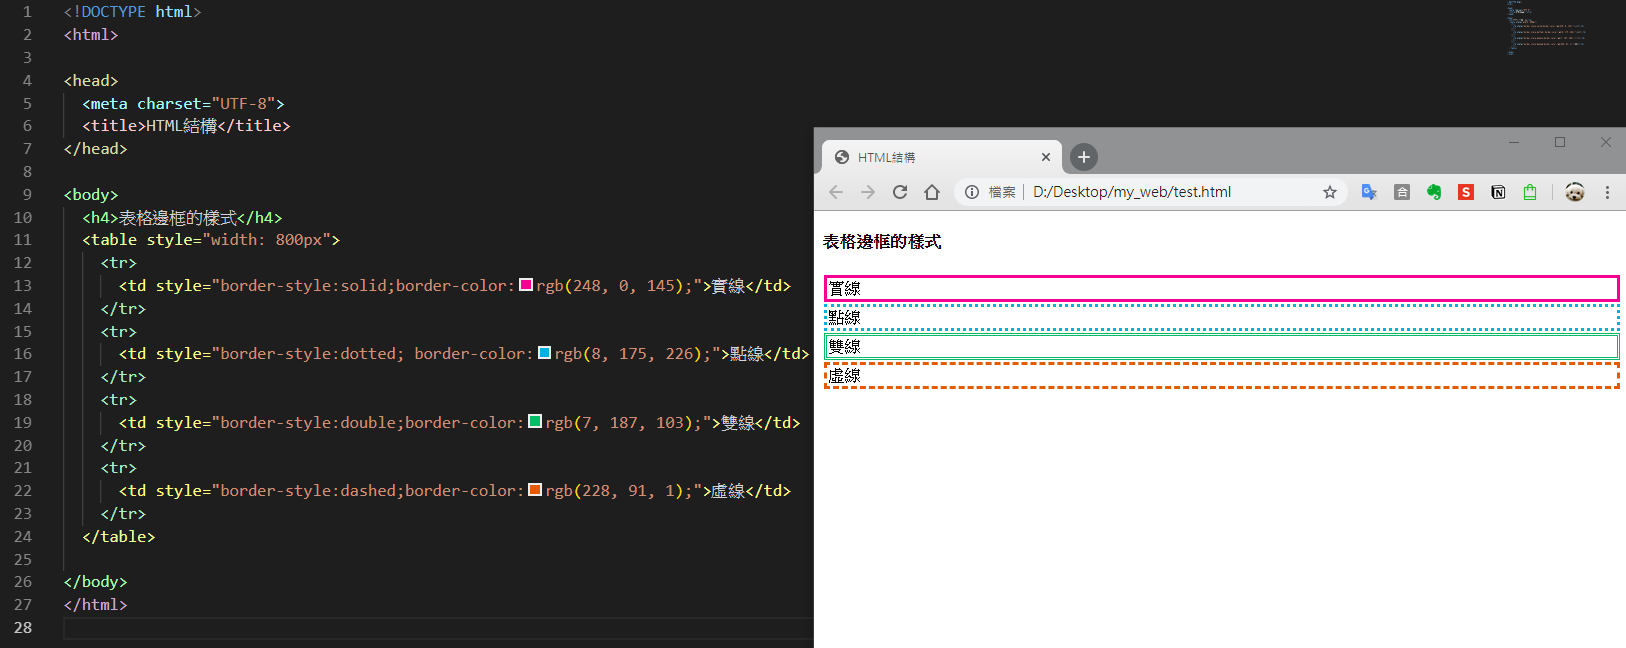 1 <!DOCTYPE html>
2 <html>
3
4 <head>
5 <meta charset="UTF-8">
6 <title>HTML結構</title>
7 </head>
8
9 <body>
10 <h4>表格邊框的樣式</h4>
11 <table style="width: 800px">
12 <tr>
13 <td style="border-style:solid;border-color:rgb(248, 0, 145);">實線</td>
14 </tr>
15 <tr>
16 <td style="border-style:dotted; border-color:rgb(8, 175, 226);">點線</td>
17 </tr>
18 <tr>
19 <td style="border-style:double;border-color:rgb(7, 187, 103);">雙線</td>
20 </tr>
21 <tr>
22 <td style="border-style:dashed;border-color:rgb(228, 91, 1);">虛線</td>
23 </tr>
24 </table>
25
26 </body>
27 </html>
28
HTML結構
檔案 D:/Desktop/my_web/test.html
表格邊框的樣式
實線
點線
雙線
虛線